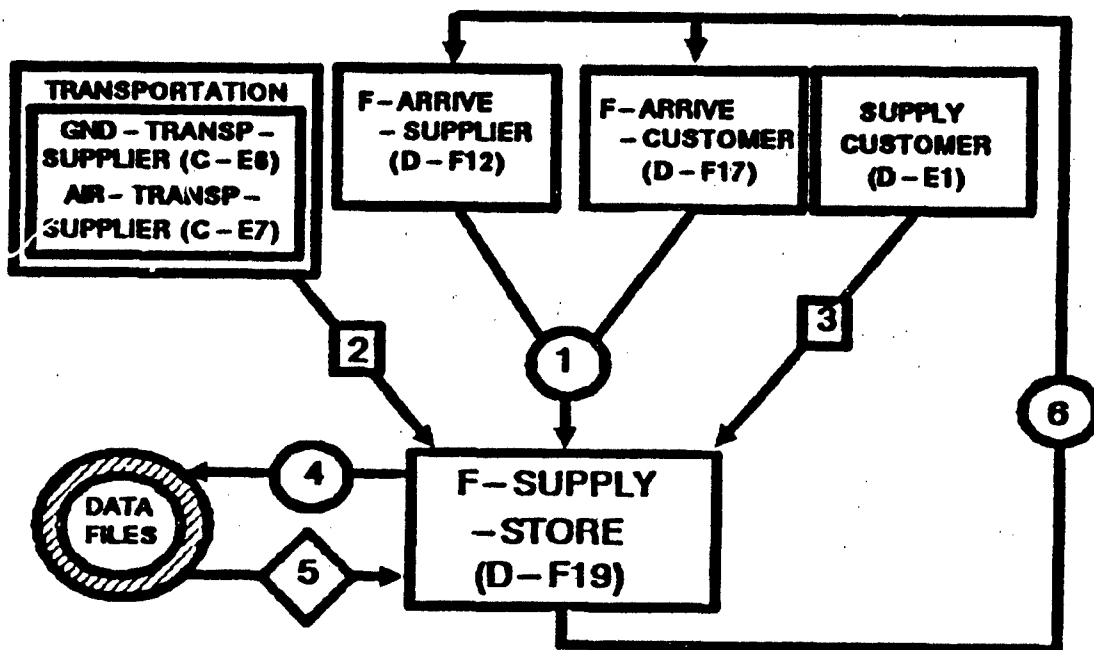 TRANSPORTATION
GND-TRANSP-
SUPPLIER (C-E6)
AIR-TRANSP-
SUPPLIER (C-E7)
F-ARRIVE
-SUPPLIER
(D-F12)
F-ARRIVE
-CUSTOMER
(D-F17)
SUPPLY
CUSTOMER
(D-E1)
2
1
3
6
4
5
DATA
FILES
F-SUPPLY
-STORE
(D-F19)